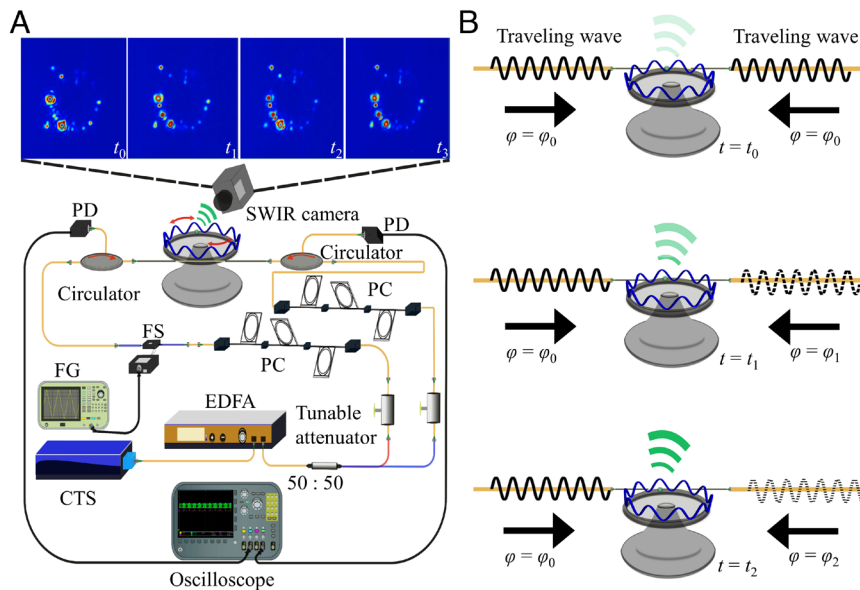 A
t0
t1
t2
t3
SWIR camera
PD
PD
Circulator
Circulator
PC
FS
PC
FG
EDFA
Tunable
attenuator
CTS
50 : 50
Oscilloscope
B
Traveling wave
Traveling wave
φ = φ0
φ = φ0
t = t0
φ = φ0
φ = φ1
t = t1
φ = φ0
φ = φ2
t = t2